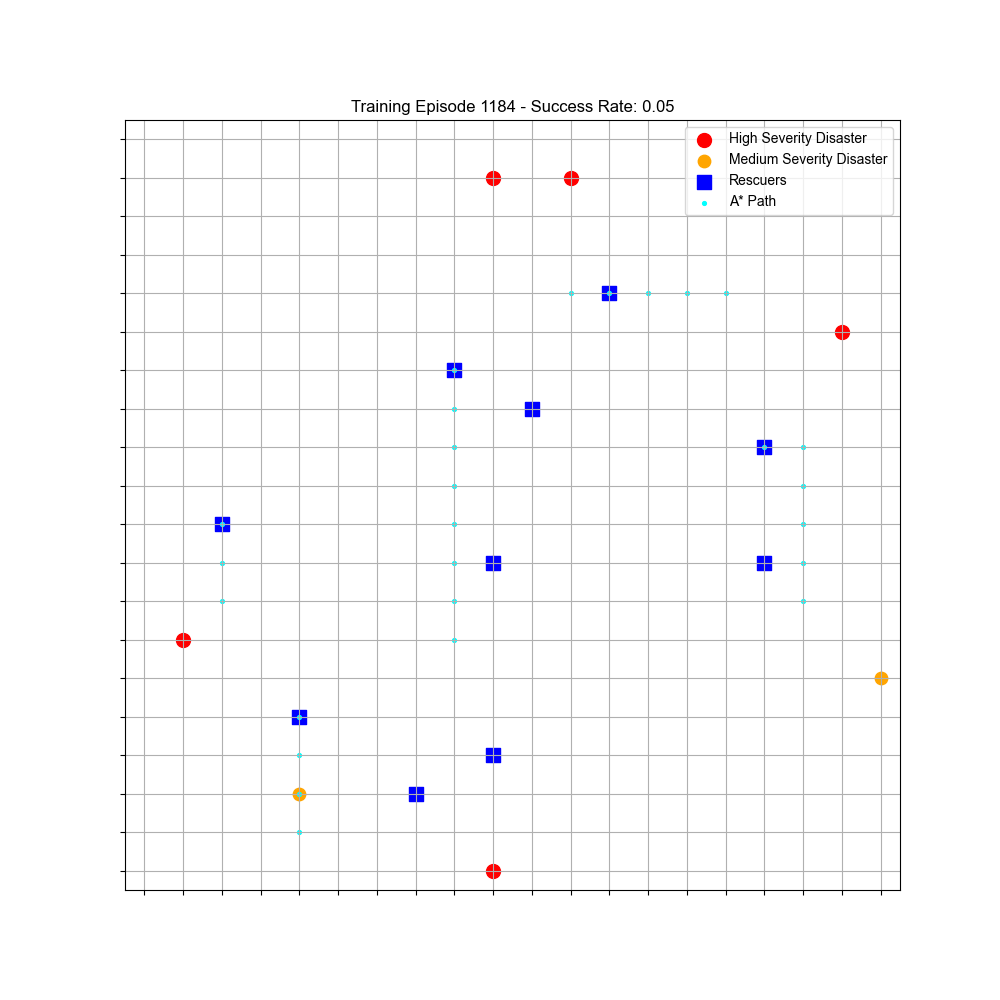 Training Episode 1184 - Success Rate: 0.05
High Severity Disaster
Medium Severity Disaster
Rescuers
A* Path